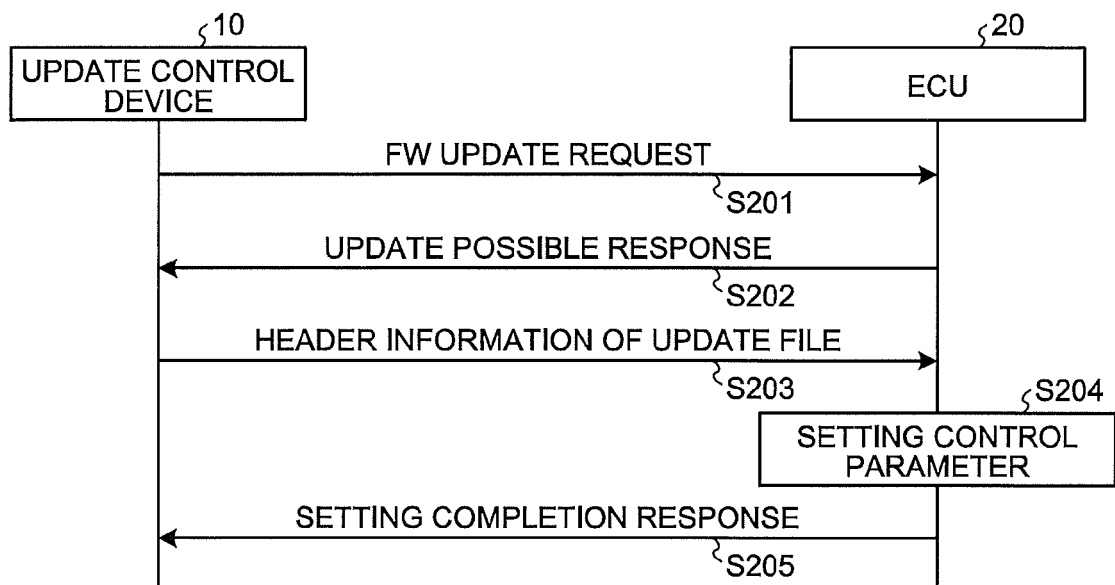 10
20
UPDATE CONTROL
DEVICE
ECU
FW UPDATE REQUEST
S201
UPDATE POSSIBLE RESPONSE
S202
HEADER INFORMATION OF UPDATE FILE
S203
S204
SETTING CONTROL
PARAMETER
SETTING COMPLETION RESPONSE
S205